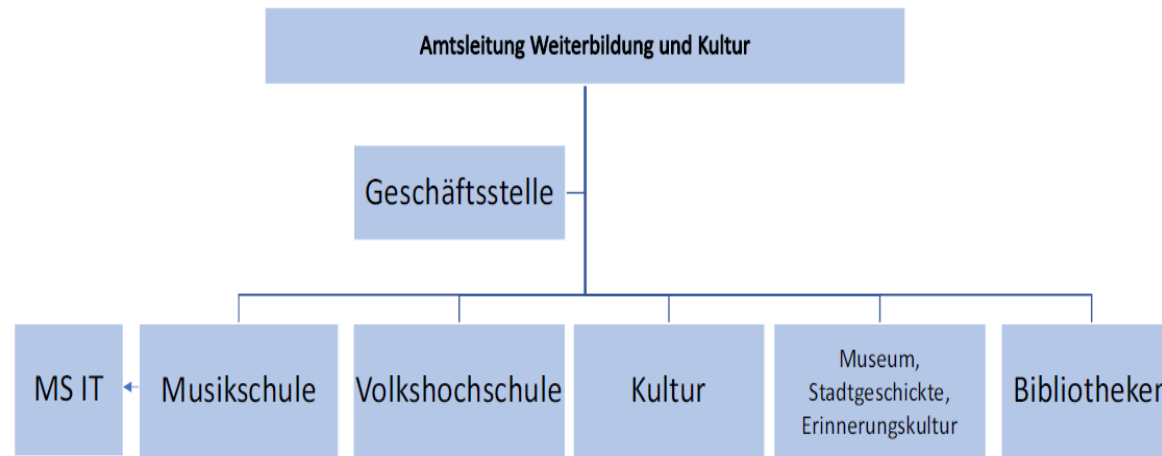 Amtsleitung Weiterbildung und Kultur
Geschäftsstelle
MS IT
Musikschule
Volkshochschule
Kultur
Museum,
Stadtgeschickte,
Erinnerungskultur
Bibliotheken